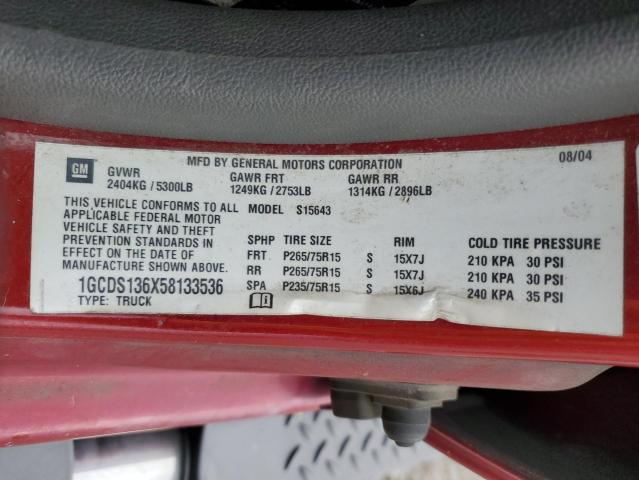 MFD BY GENERAL MOTORS CORPORATION 08/04
GM GVWR GAWR FRT GAWR RR
2404KG / 5300LB 1249KG / 2753LB 1314KG / 2896LB
THIS VEHICLE CONFORMS TO ALL MODEL S15643
APPLICABLE FEDERAL MOTOR
VEHICLE SAFETY AND THEFT
PREVENTION STANDARDS IN SPHP TIRE SIZE RIM COLD TIRE PRESSURE
EFFECT ON THE DATE OF FRT P265/75R15 S 15X7J 210 KPA 30 PSI
MANUFACTURE SHOWN ABOVE. RR P265/75R15 S 15X7J 210 KPA 30 PSI
1GCDS136X58133536 SPA P235/75R15 S 15X6J 240 KPA 35 PSI
TYPE: TRUCK